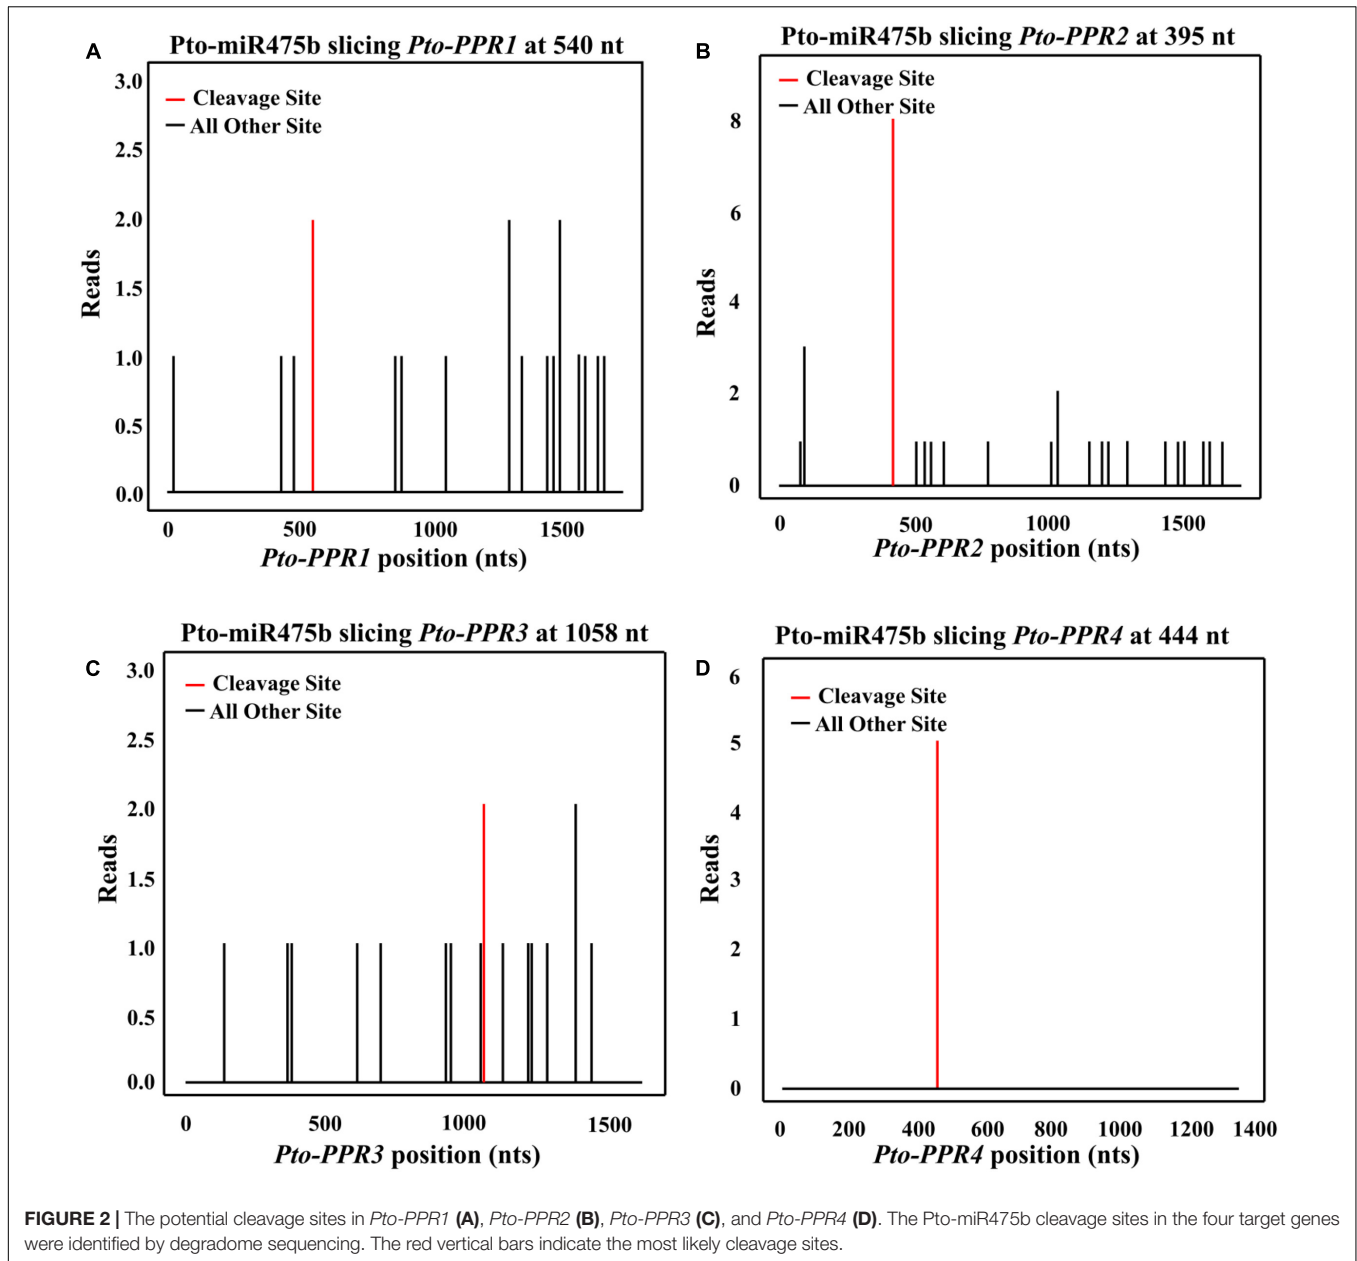 A
Pto-miR475b slicing Pto-PPR1 at 540 nt
Cleavage Site
All Other Site
3.0
2.5
2.0
1.5
1.0
0.5
0.0
Reads
0 500 1000 1500
Pto-PPR1 position (nts)
B
Pto-miR475b slicing Pto-PPR2 at 395 nt
Cleavage Site
All Other Site
8
6
4
2
0
Reads
0 500 1000 1500
Pto-PPR2 position (nts)
C
Pto-miR475b slicing Pto-PPR3 at 1058 nt
Cleavage Site
All Other Site
3.0
2.5
2.0
1.5
1.0
0.5
0.0
Reads
0 500 1000 1500
Pto-PPR3 position (nts)
D
Pto-miR475b slicing Pto-PPR4 at 444 nt
Cleavage Site
All Other Site
6
5
4
3
2
1
0
Reads
0 200 400 600 800 1000 1200 1400
Pto-PPR4 position (nts)
FIGURE 2 | The potential cleavage sites in Pto-PPR1 (A), Pto-PPR2 (B), Pto-PPR3 (C), and Pto-PPR4 (D). The Pto-miR475b cleavage sites in the four target genes
were identified by degradome sequencing. The red vertical bars indicate the most likely cleavage sites.